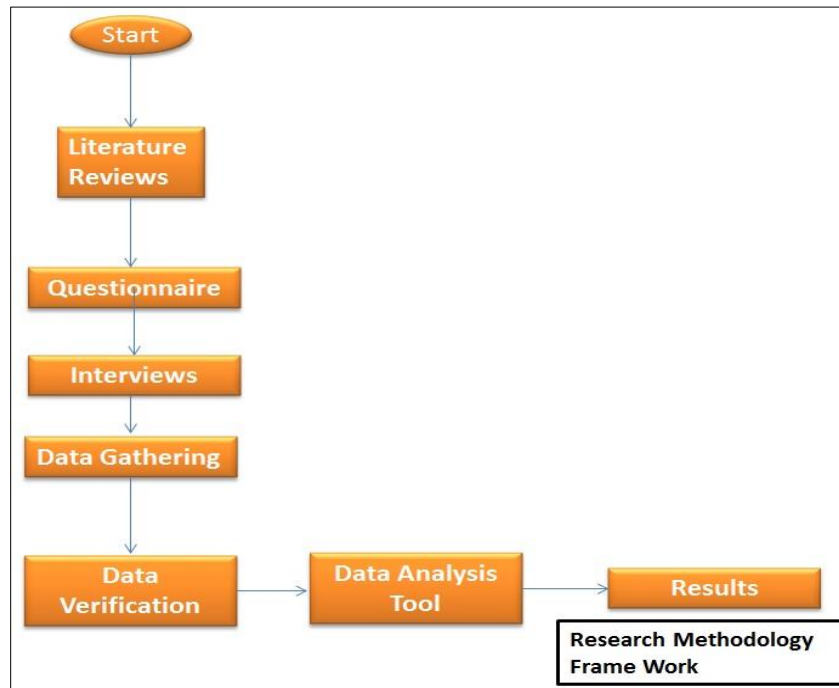 Start
Literature
Reviews
Questionnaire
Interviews
Data Gathering
Data
Verification
Data Analysis
Tool
Results
Research Methodology
Frame Work